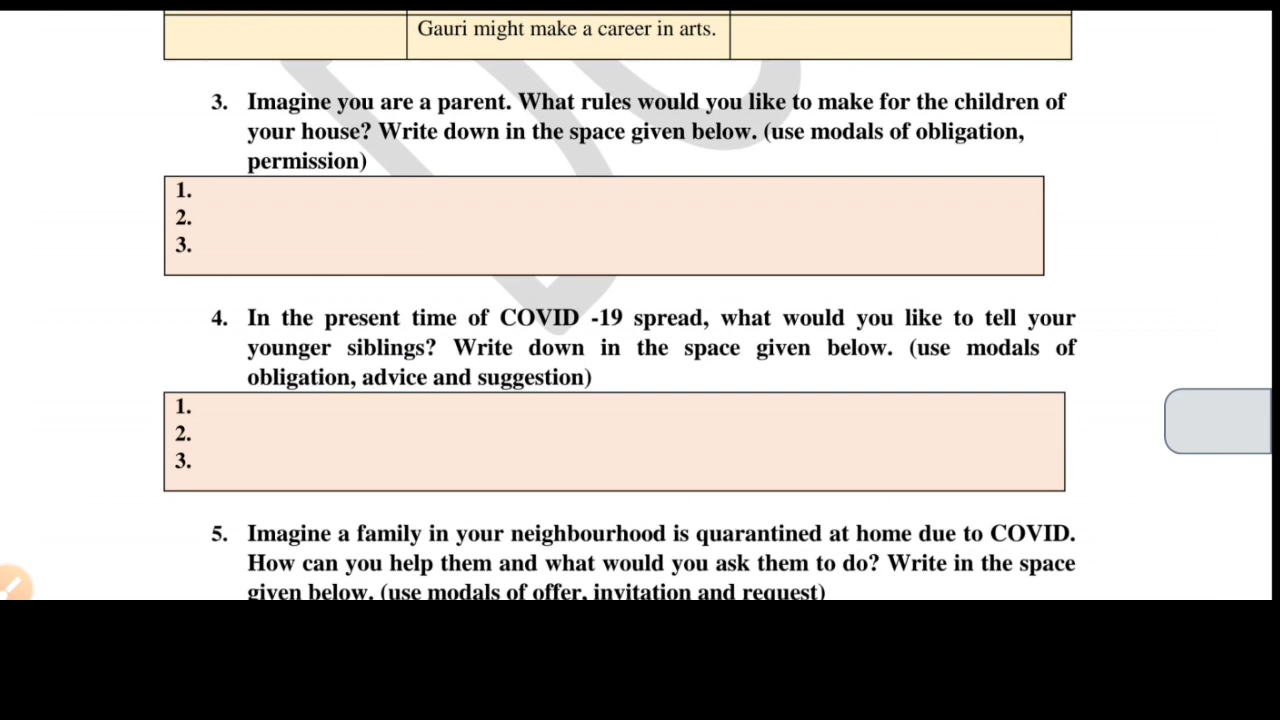 Gauri might make a career in arts.
3. Imagine you are a parent. What rules would you like to make for the children of
your house? Write down in the space given below. (use modals of obligation,
permission)
1.
2.
3.
4. In the present time of COVID -19 spread, what would you like to tell your
younger siblings? Write down in the space given below. (use modals of
obligation, advice and suggestion)
1.
2.
3.
5. Imagine a family in your neighbourhood is quarantined at home due to COVID.
How can you help them and what would you ask them to do? Write in the space
given below. (use modals of offer, invitation and request)